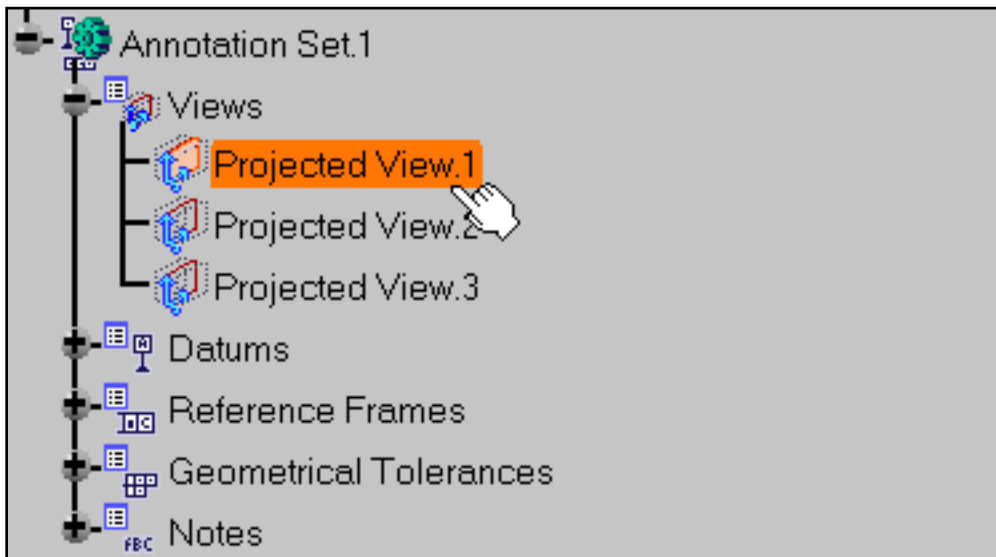 Annotation Set.1
Views
Projected View.1
Projected View.2
Projected View.3
Datums
Reference Frames
Geometrical Tolerances
Notes